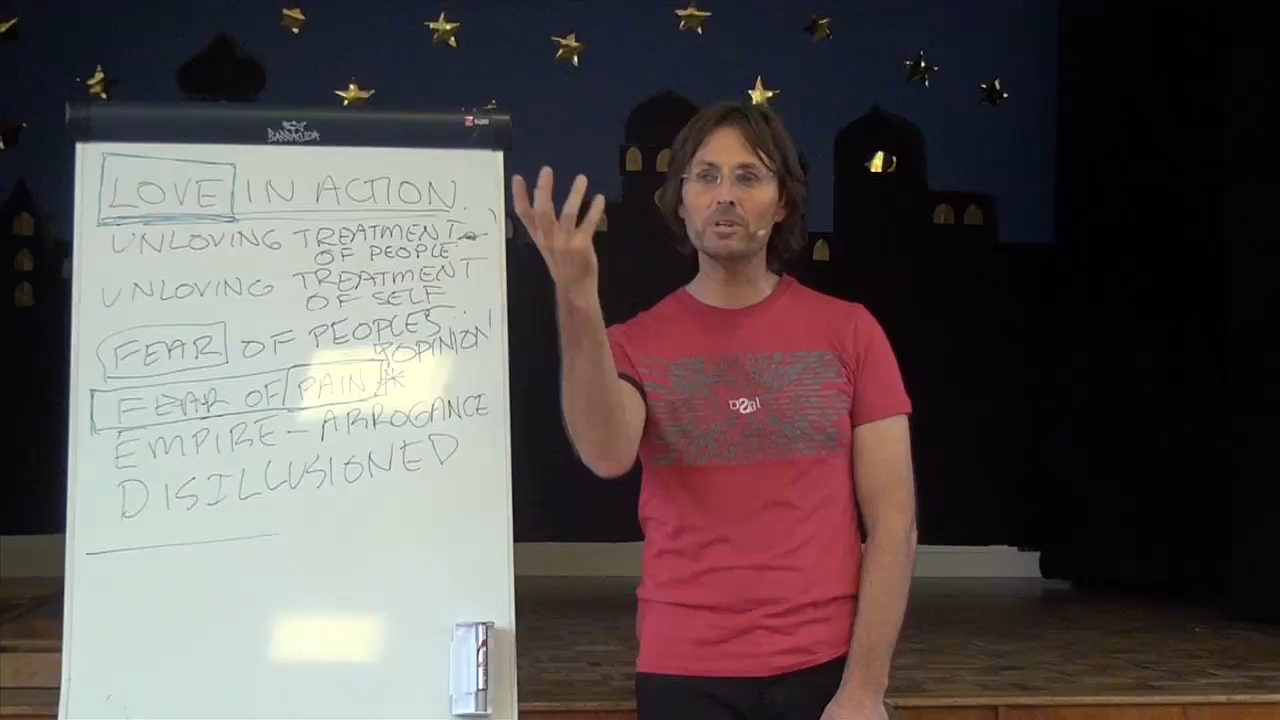 BARRACUDA
LOVE IN ACTION.
UNLOVING TREATMENT
OF PEOPLE
UNLOVING TREATMENT
OF SELF
FEAR OF PEOPLES
OPINION
FEAR OF PAIN *
EMPIRE – ARROGANCE
DISILLUSIONED